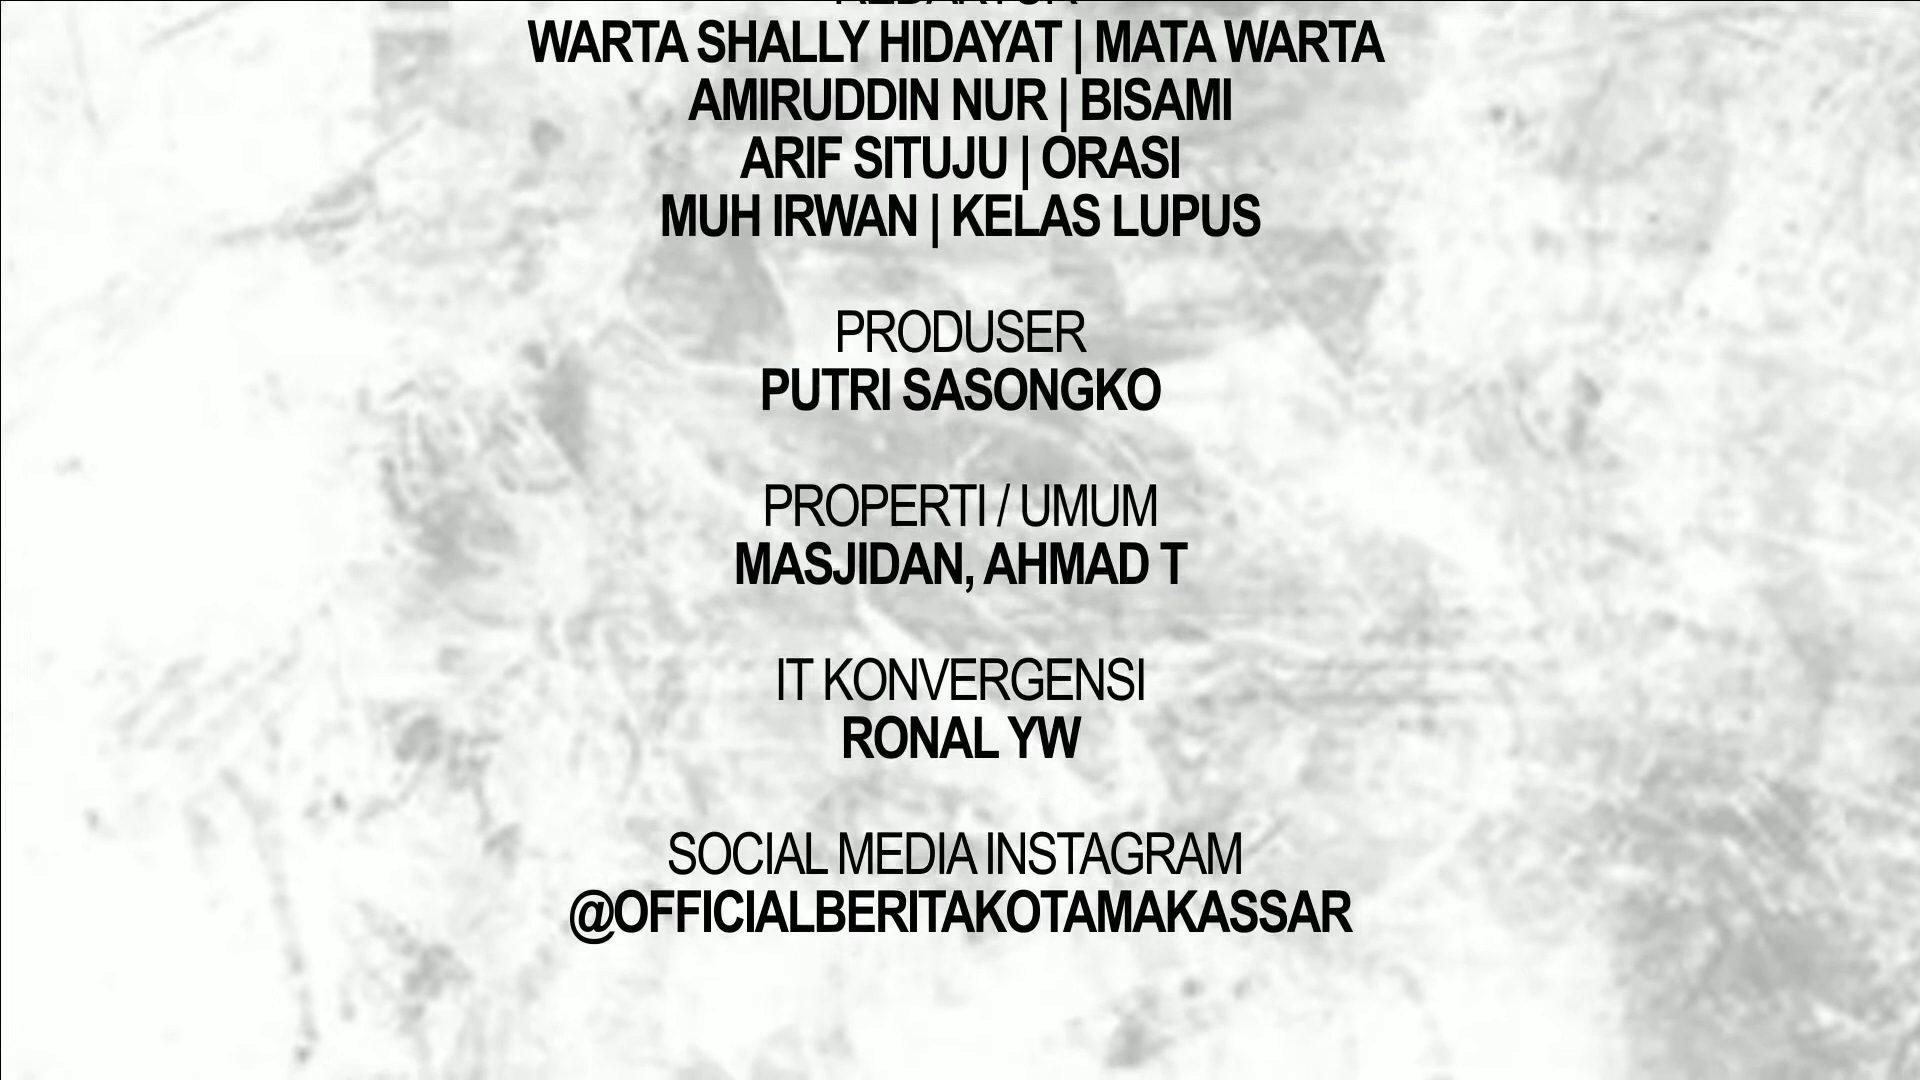 WARTA SHALLY HIDAYAT | MATA WARTA
AMIRUDDIN NUR | BISAMI
ARIF SITUJU | ORASI
MUH IRWAN | KELAS LUPUS
PRODUSER
PUTRI SASONGKO
PROPERTI / UMUM
MASJIDAN, AHMAD T
IT KONVERGENSI
RONAL YW
SOCIAL MEDIA INSTAGRAM
@OFFICIALBERITAKOTAMAKASSAR